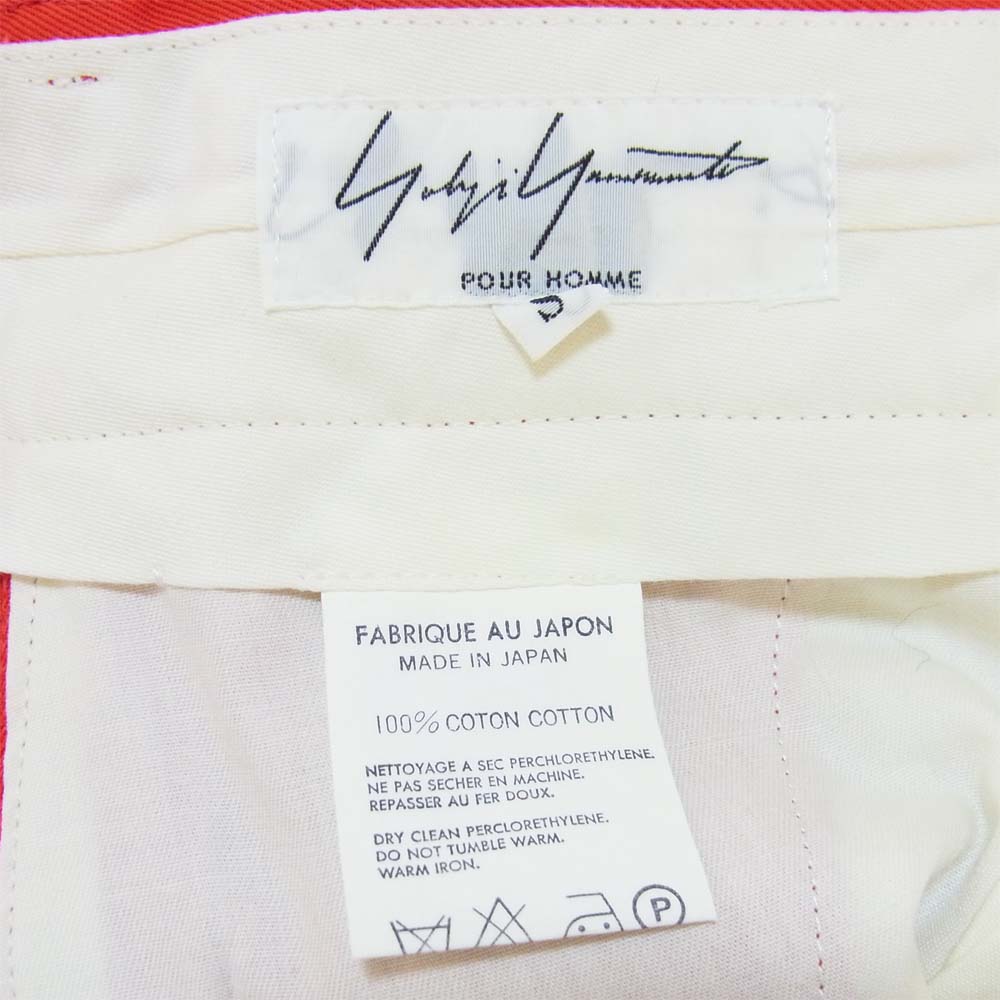 Yohji Yamamoto
POUR HOMME
FABRIQUE AU JAPON
MADE IN JAPAN
100% COTON COTTON
NETTOYAGE A SEC PERCHLORETHYLENE.
NE PAS SECHER EN MACHINE.
REPASSER AU FER DOUX.
DRY CLEAN PERCLORETHYLENE.
DO NOT TUMBLE WARM.
WARM IRON.
P